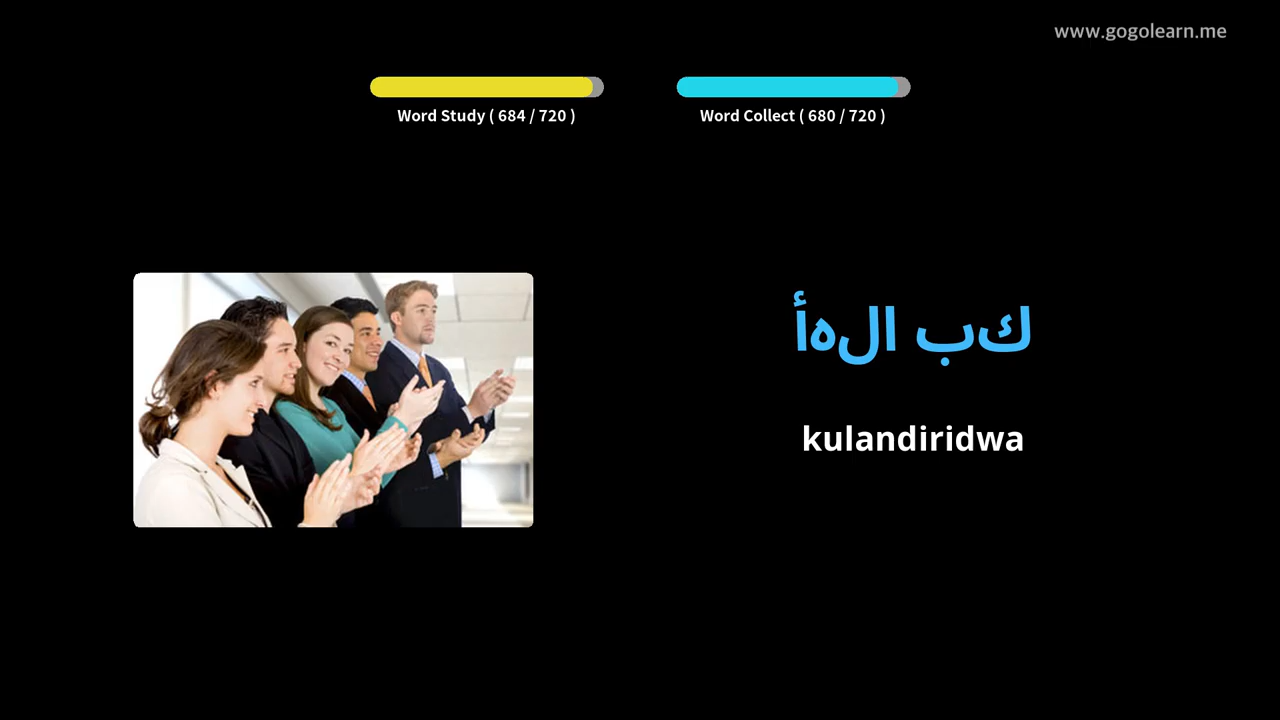 www.gogolearn.me
Word Study ( 684 / 720 )
Word Collect ( 680 / 720 )
كب الهأ
kulandiridwa